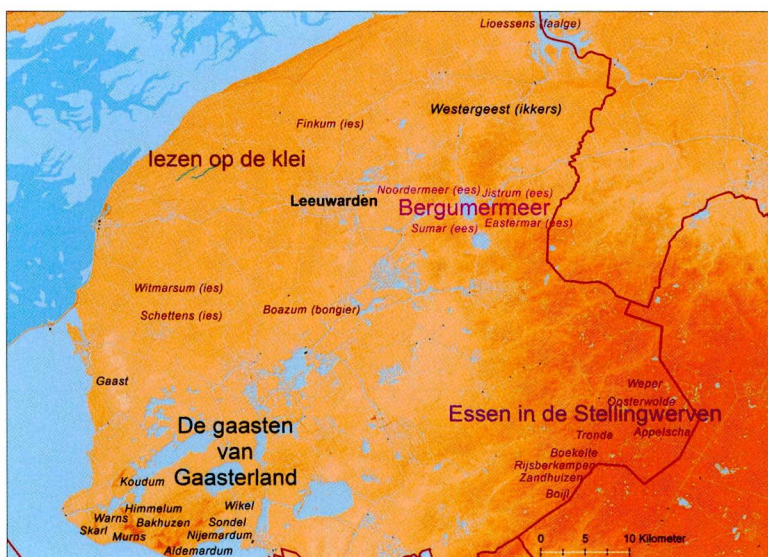 Lioessens (faalge)
Westergeest (ikkers)
Finkum (ies)
Iezen op de klei
Noordermeer (ees)
Jistrum (ees)
Leeuwarden
Bergumermeer
Sumar (ees)
Eastermar (ees)
Witmarsum (ies)
Schettens (ies)
Boazum (bongier)
Gaast
Weper
Oosterwolde
Essen in de Stellingwerven
Tronde
Appelscha
De gaasten
van
Gaasterland
Boekelte
Rijsberkampen
Zandhuizen
Boijl
Koudum
Himmelum
Wikel
Warns
Bakhuzen
Sondel
Skarl
Murns
Nijemardum
Aldemardum
0
5
10 Kilometer